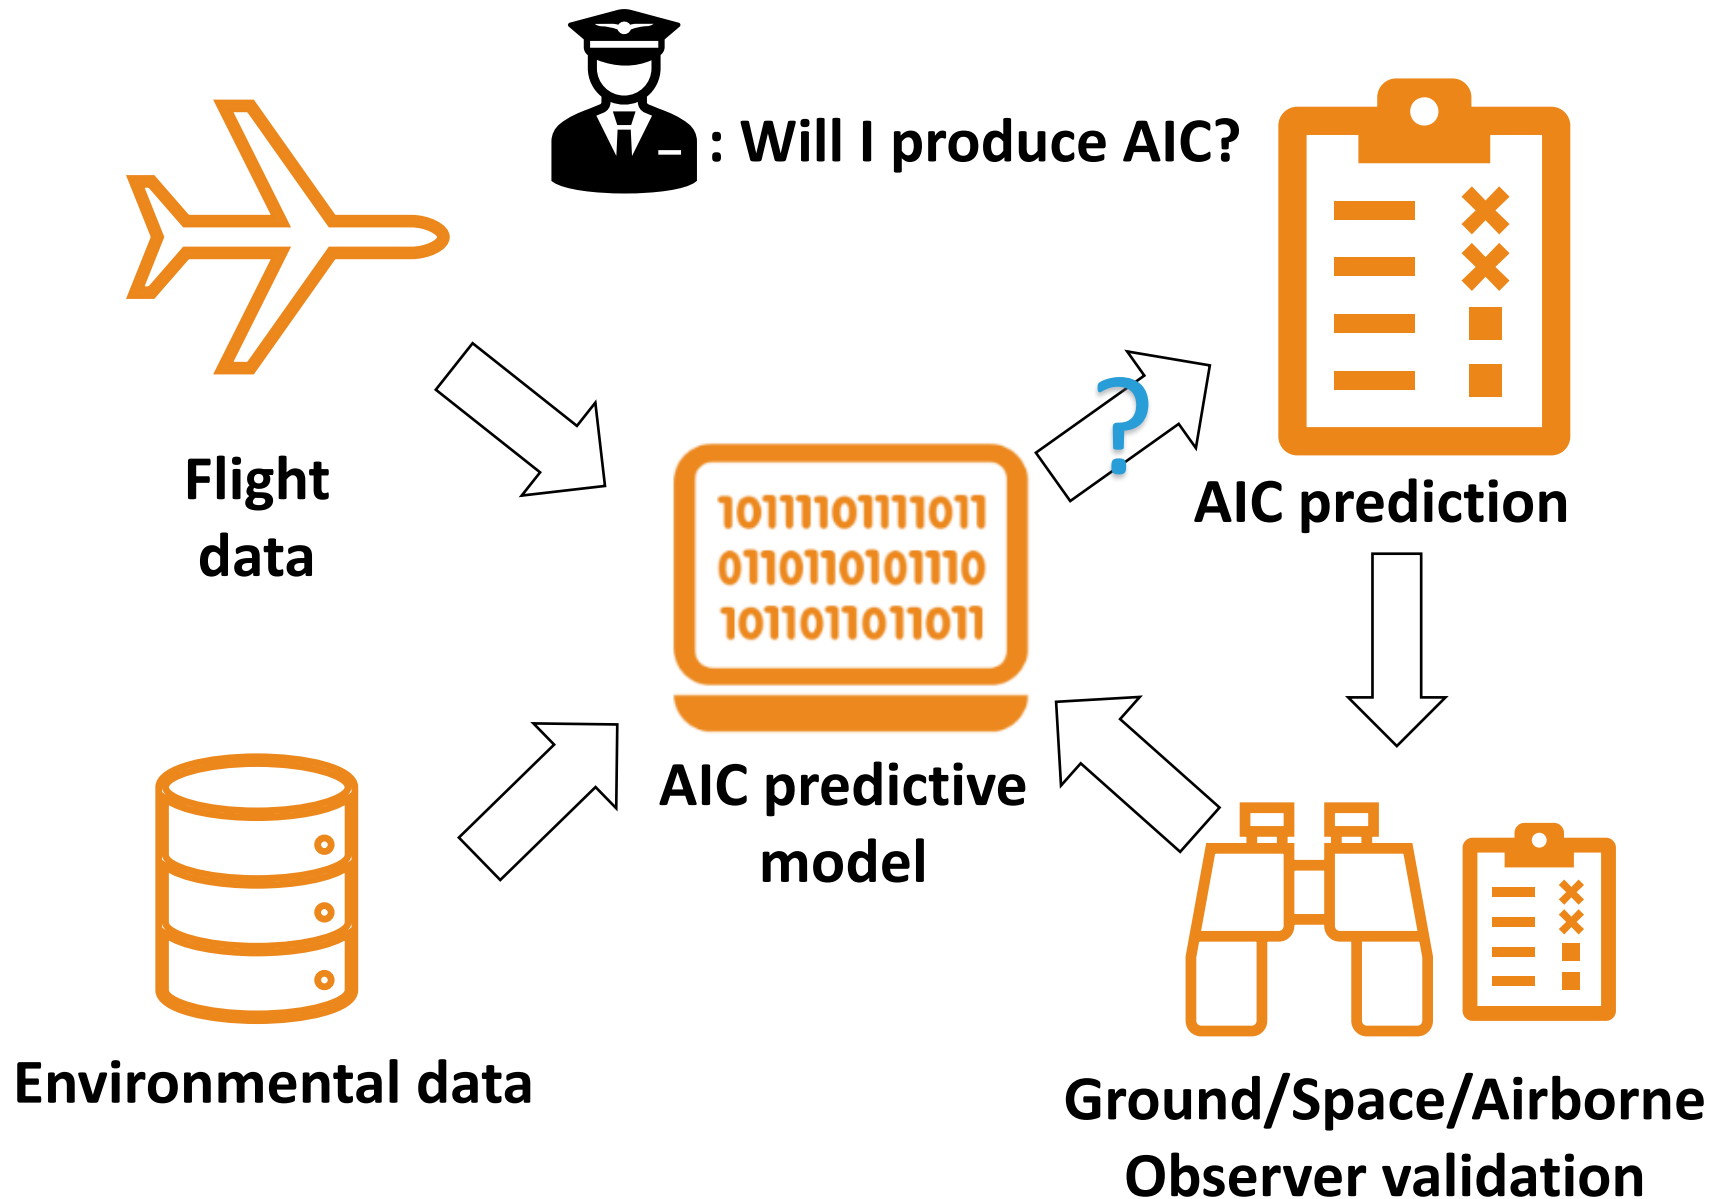 : Will I produce AIC?
Flight
data
?
AIC prediction
1011110111011
0110110101110
1011011011011
AIC predictive
model
Environmental data
Ground/Space/Airborne
Observer validation